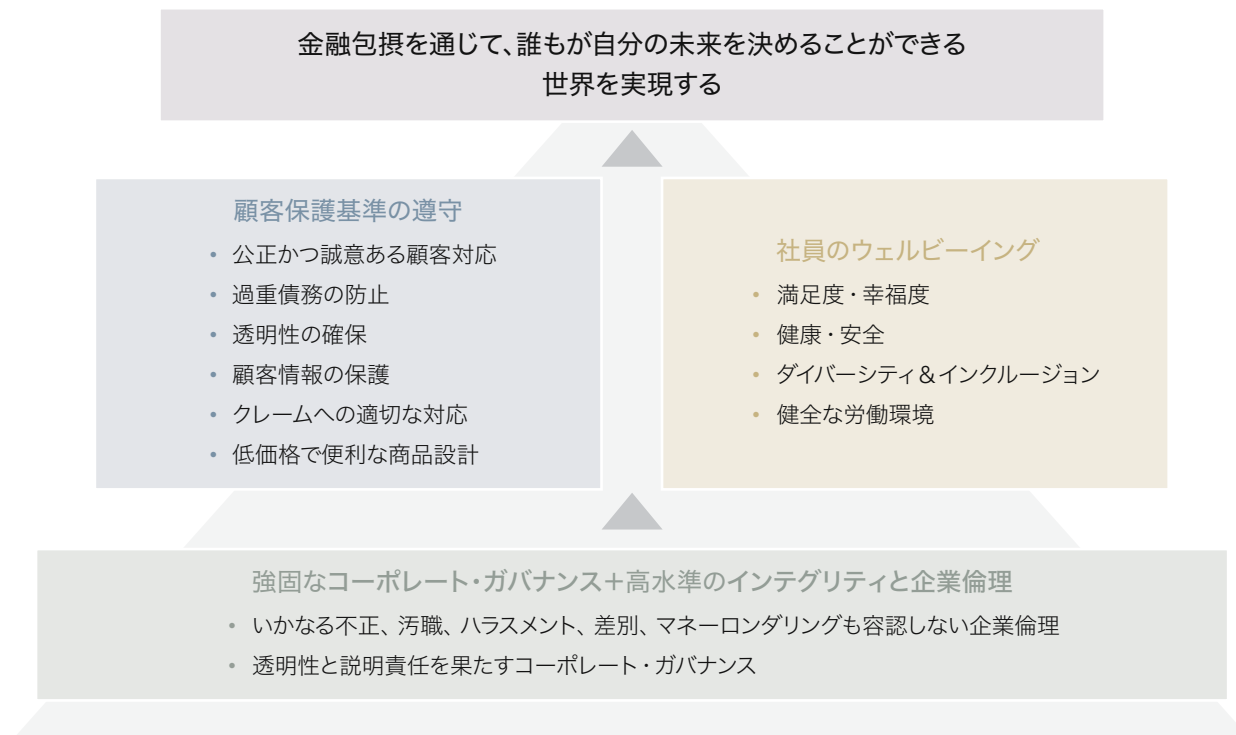 金融包摂を通じて、誰もが自分の未来を決めることができる
世界を実現する
顧客保護基準の遵守
• 公正かつ誠意ある顧客対応
• 過重債務の防止
• 透明性の確保
• 顧客情報の保護
• クレームへの適切な対応
• 低価格で便利な商品設計
社員のウェルビーイング
• 満足度・幸福度
• 健康・安全
• ダイバーシティ＆インクルージョン
• 健全な労働環境
強固なコーポレート・ガバナンス＋高水準のインテグリティと企業倫理
• いかなる不正、汚職、ハラスメント、差別、マネーロンダリングも容認しない企業倫理
• 透明性と説明責任を果たすコーポレート・ガバナンス